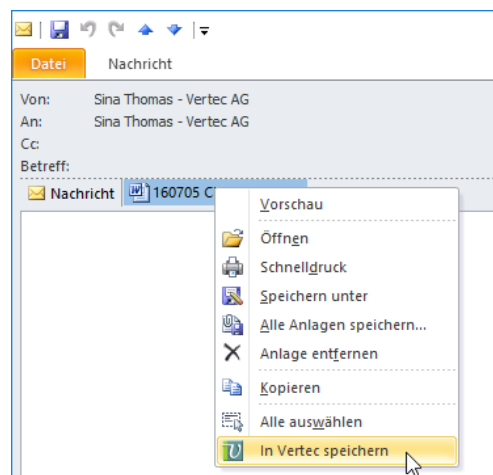 Datei Nachricht
Von: Sina Thomas - Vertec AG
An: Sina Thomas - Vertec AG
Cc:
Betreff:
Nachricht 160705
Vorschau
Öffnen
Schnelldruck
Speichern unter
Alle Anlagen speichern...
Anlage entfernen
Kopieren
Alle auswählen
In Vertec speichern